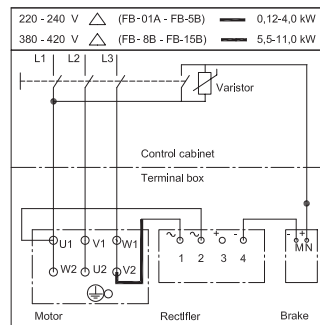 220 - 240 V △ (FB-01A - FB-5B) 0,12-4,0 kW
380 - 420 V △ (FB- 8B - FB-15B) 5,5-11,0 kW
L1 L2 L3
Varistor
Control cabinet
Terminal box
U1 V1 W1 ~ ~ + - - +
1 2 3 4 M N
W2 U2 V2
Motor Rectifier Brake